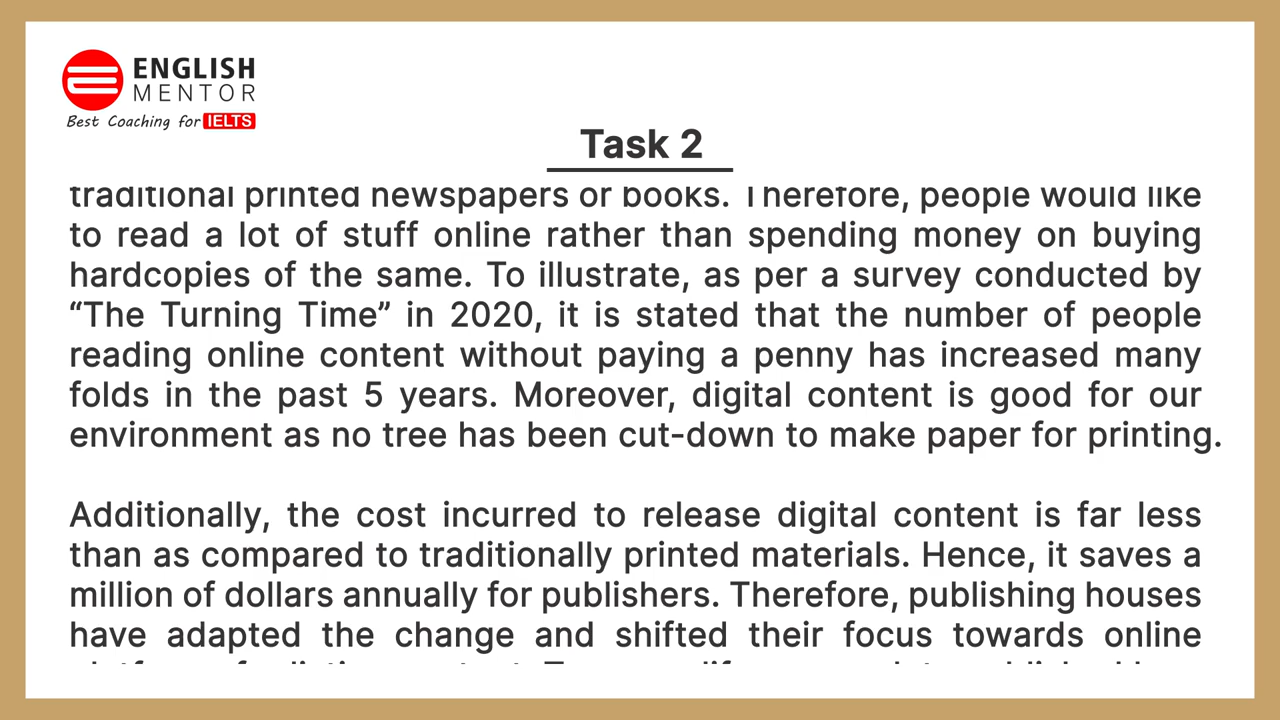 ENGLISH
MENTOR
Best Coaching for IELTS
Task 2
traditional printed newspapers or books. Therefore, people would like
to read a lot of stuff online rather than spending money on buying
hardcopies of the same. To illustrate, as per a survey conducted by
“The Turning Time” in 2020, it is stated that the number of people
reading online content without paying a penny has increased many
folds in the past 5 years. Moreover, digital content is good for our
environment as no tree has been cut-down to make paper for printing.
Additionally, the cost incurred to release digital content is far less
than as compared to traditionally printed materials. Hence, it saves a
million of dollars annually for publishers. Therefore, publishing houses
have adapted the change and shifted their focus towards online